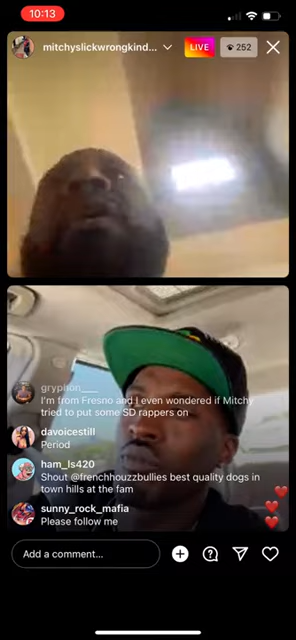 10:13
mitchyslickwrongkind...
LIVE
252
gryphon____
I'm from Fresno and I even wondered if Mitchy
tried to put some SD rappers on
davoicestill
Period
ham_ls420
Shout @frenchhouzzbullies best quality dogs in
town hills at the fam
sunny_rock_mafia
Please follow me
Add a comment...